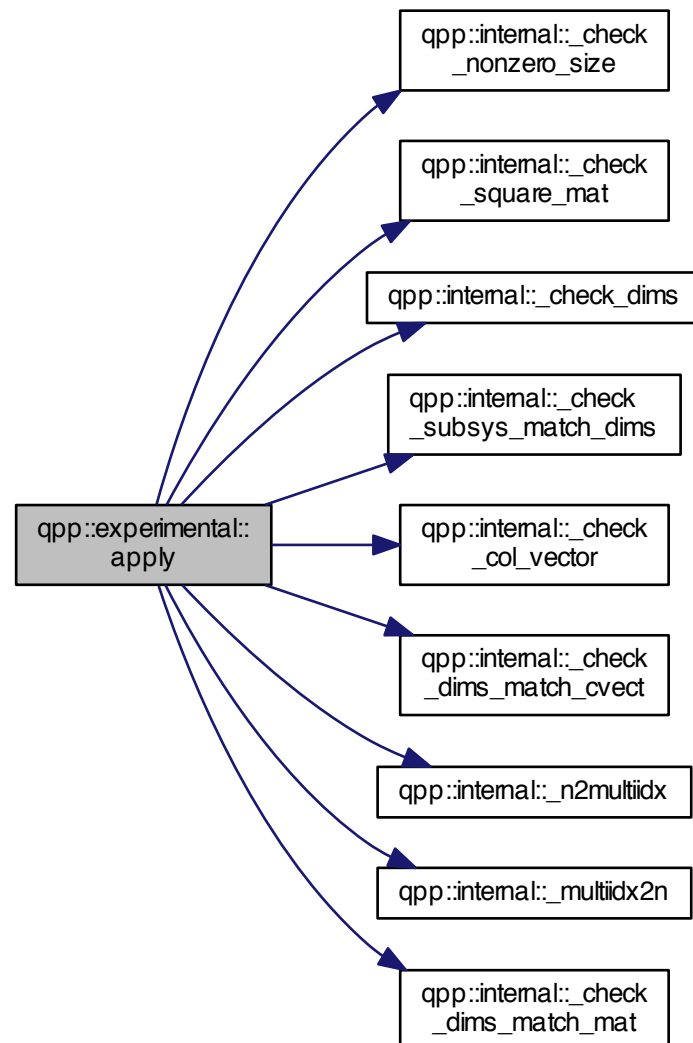 qpp::internal::_check
_nonzero_size
qpp::internal::_check
_square_mat
qpp::internal::_check_dims
qpp::internal::_check
_subsys_match_dims
qpp::experimental::
apply
qpp::internal::_check
_col_vector
qpp::internal::_check
_dims_match_cvect
qpp::internal::_n2multiidx
qpp::internal::_multiidx2n
qpp::internal::_check
_dims_match_mat